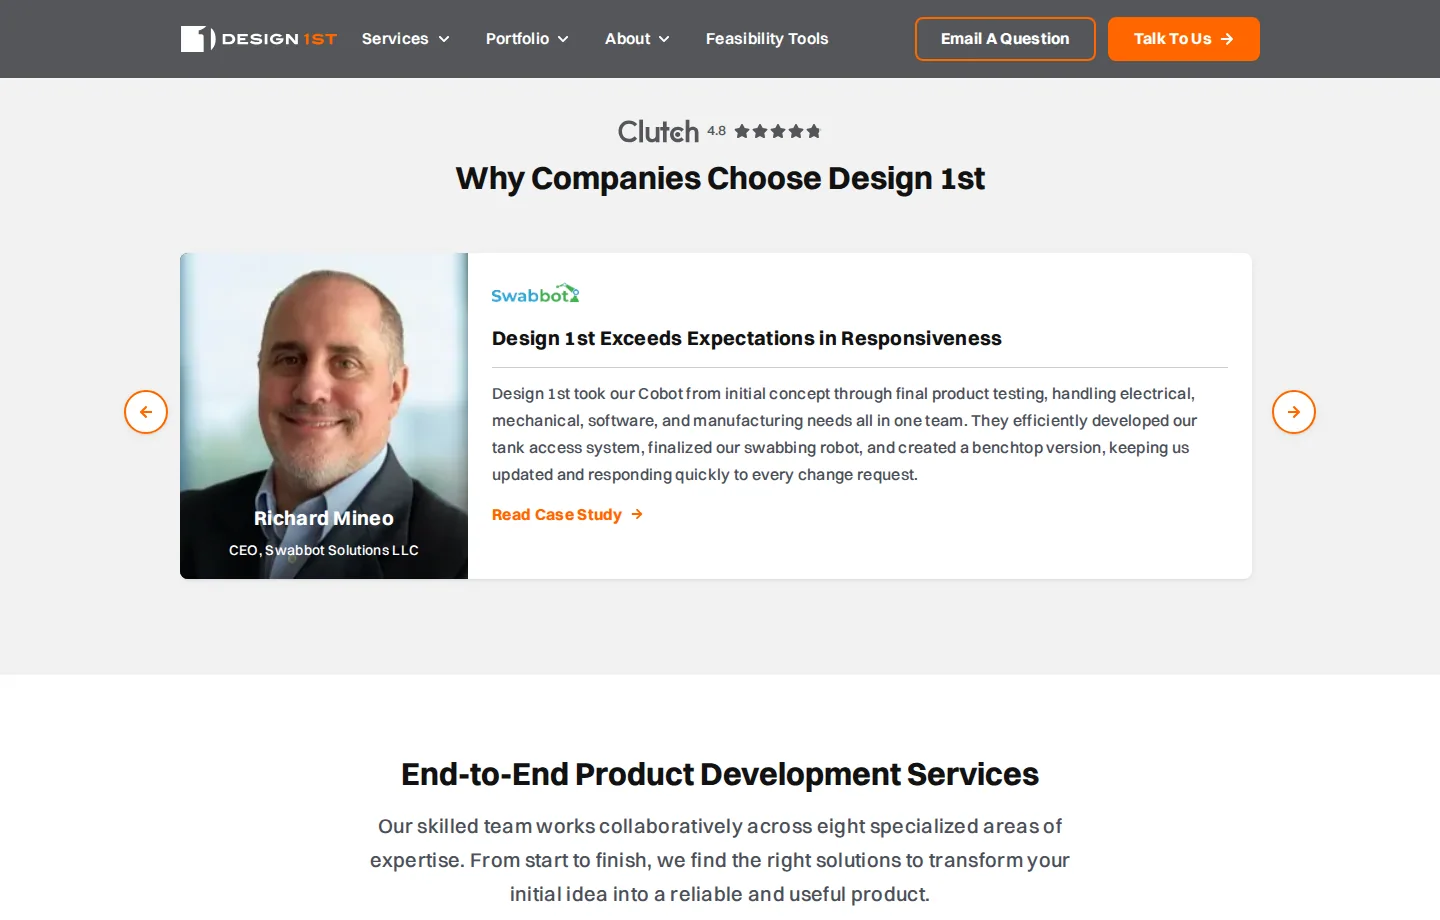 DESIGN 1ST
Services
Portfolio
About
Feasibility Tools
Email A Question
Talk To Us
Clutch 4.8
Why Companies Choose Design 1st
Swabbot
Design 1st Exceeds Expectations in Responsiveness
Design 1st took our Cobot from initial concept through final product testing, handling electrical,
mechanical, software, and manufacturing needs all in one team. They efficiently developed our
tank access system, finalized our swabbing robot, and created a benchtop version, keeping us
updated and responding quickly to every change request.
Read Case Study
Richard Mineo
CEO, Swabbot Solutions LLC
End-to-End Product Development Services
Our skilled team works collaboratively across eight specialized areas of
expertise. From start to finish, we find the right solutions to transform your
initial idea into a reliable and useful product.